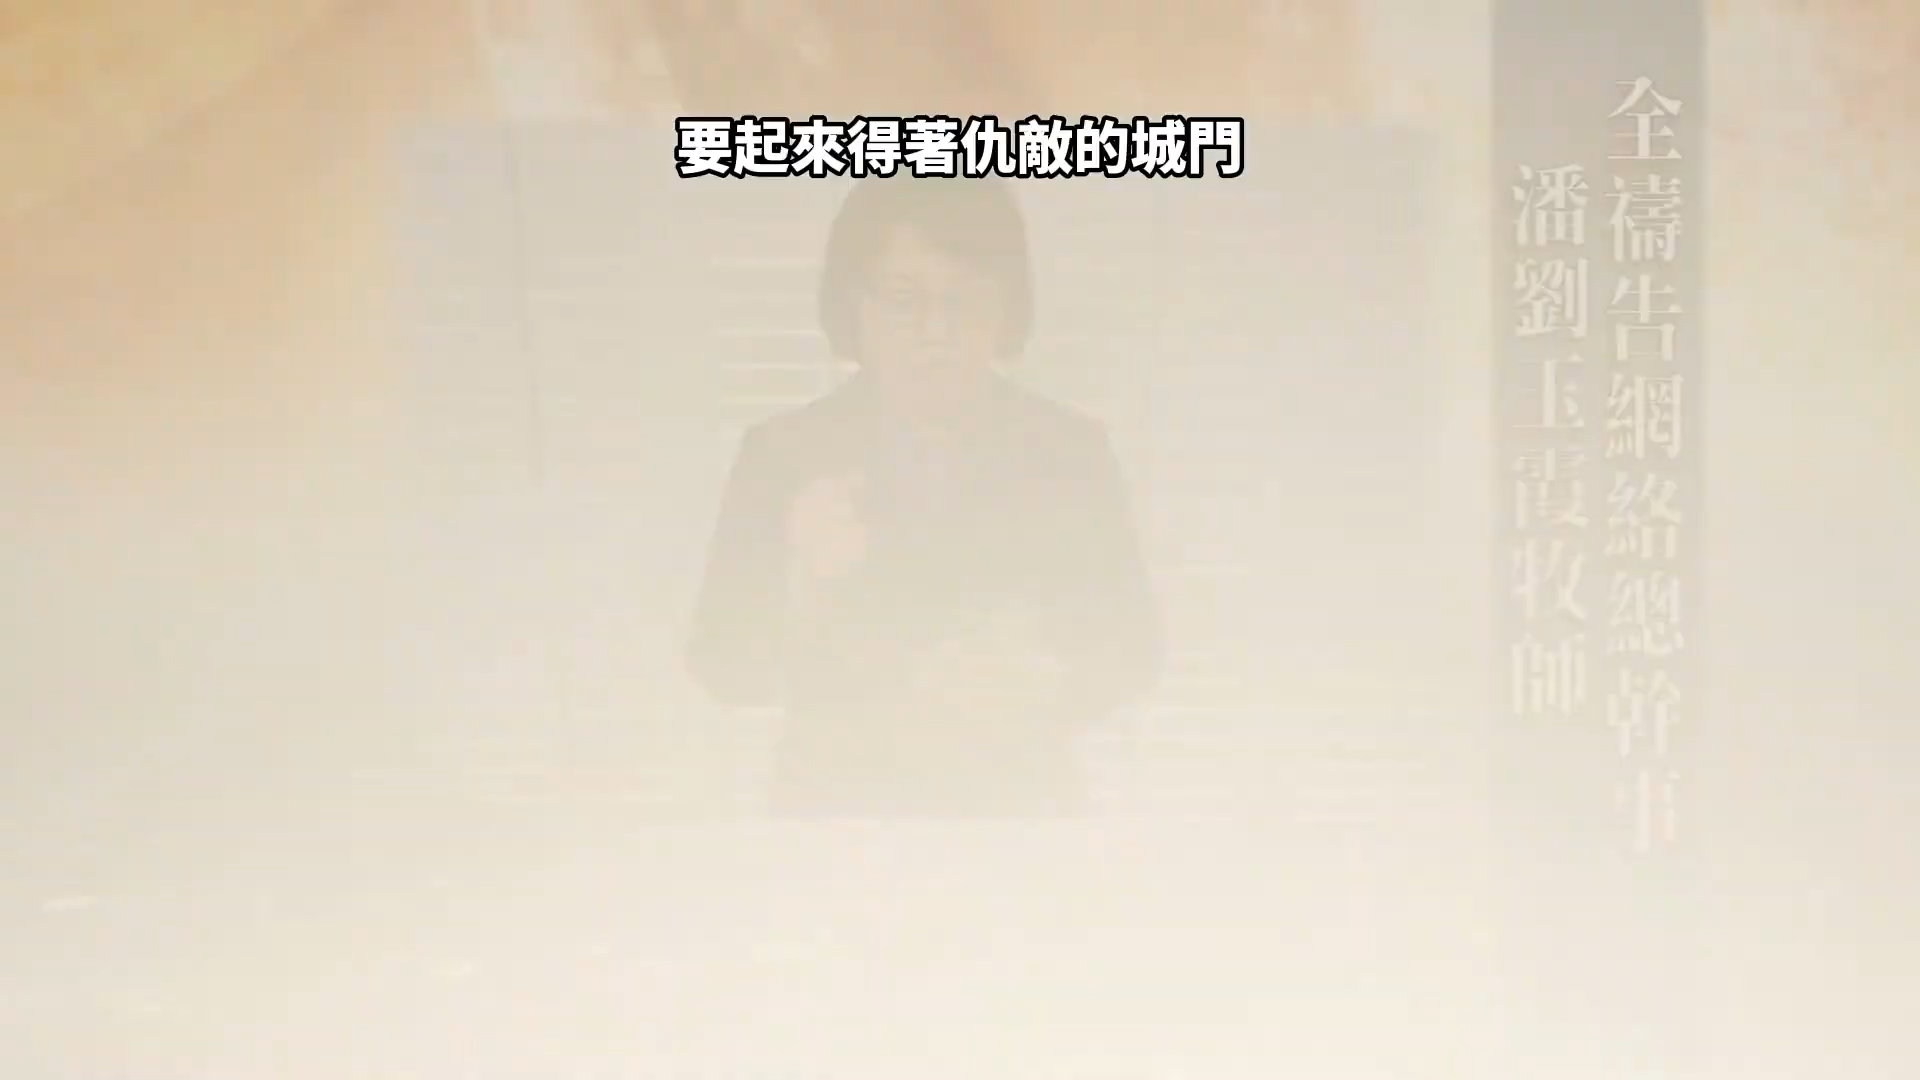 要起來得著仇敵的城門
全禱告網絡總幹事
潘劉玉霞牧師